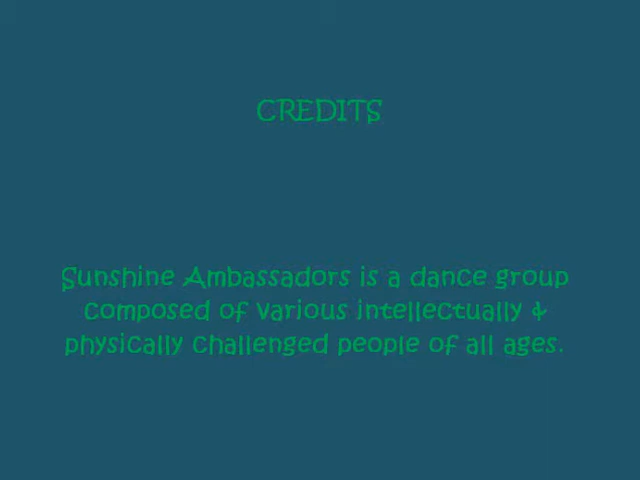 CREDITS
Sunshine Ambassadors is a dance group
composed of various intellectually &
physically challenged people of all ages.